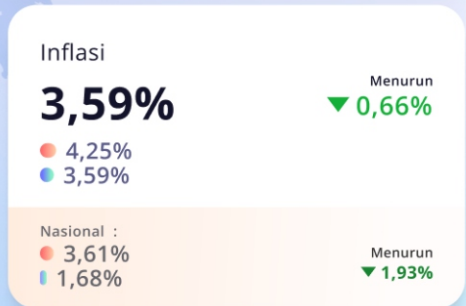 Inflasi
3,59%
Menurun
0,66%
4,25%
3,59%
Nasional :
3,61%
1,68%
Menurun
1,93%